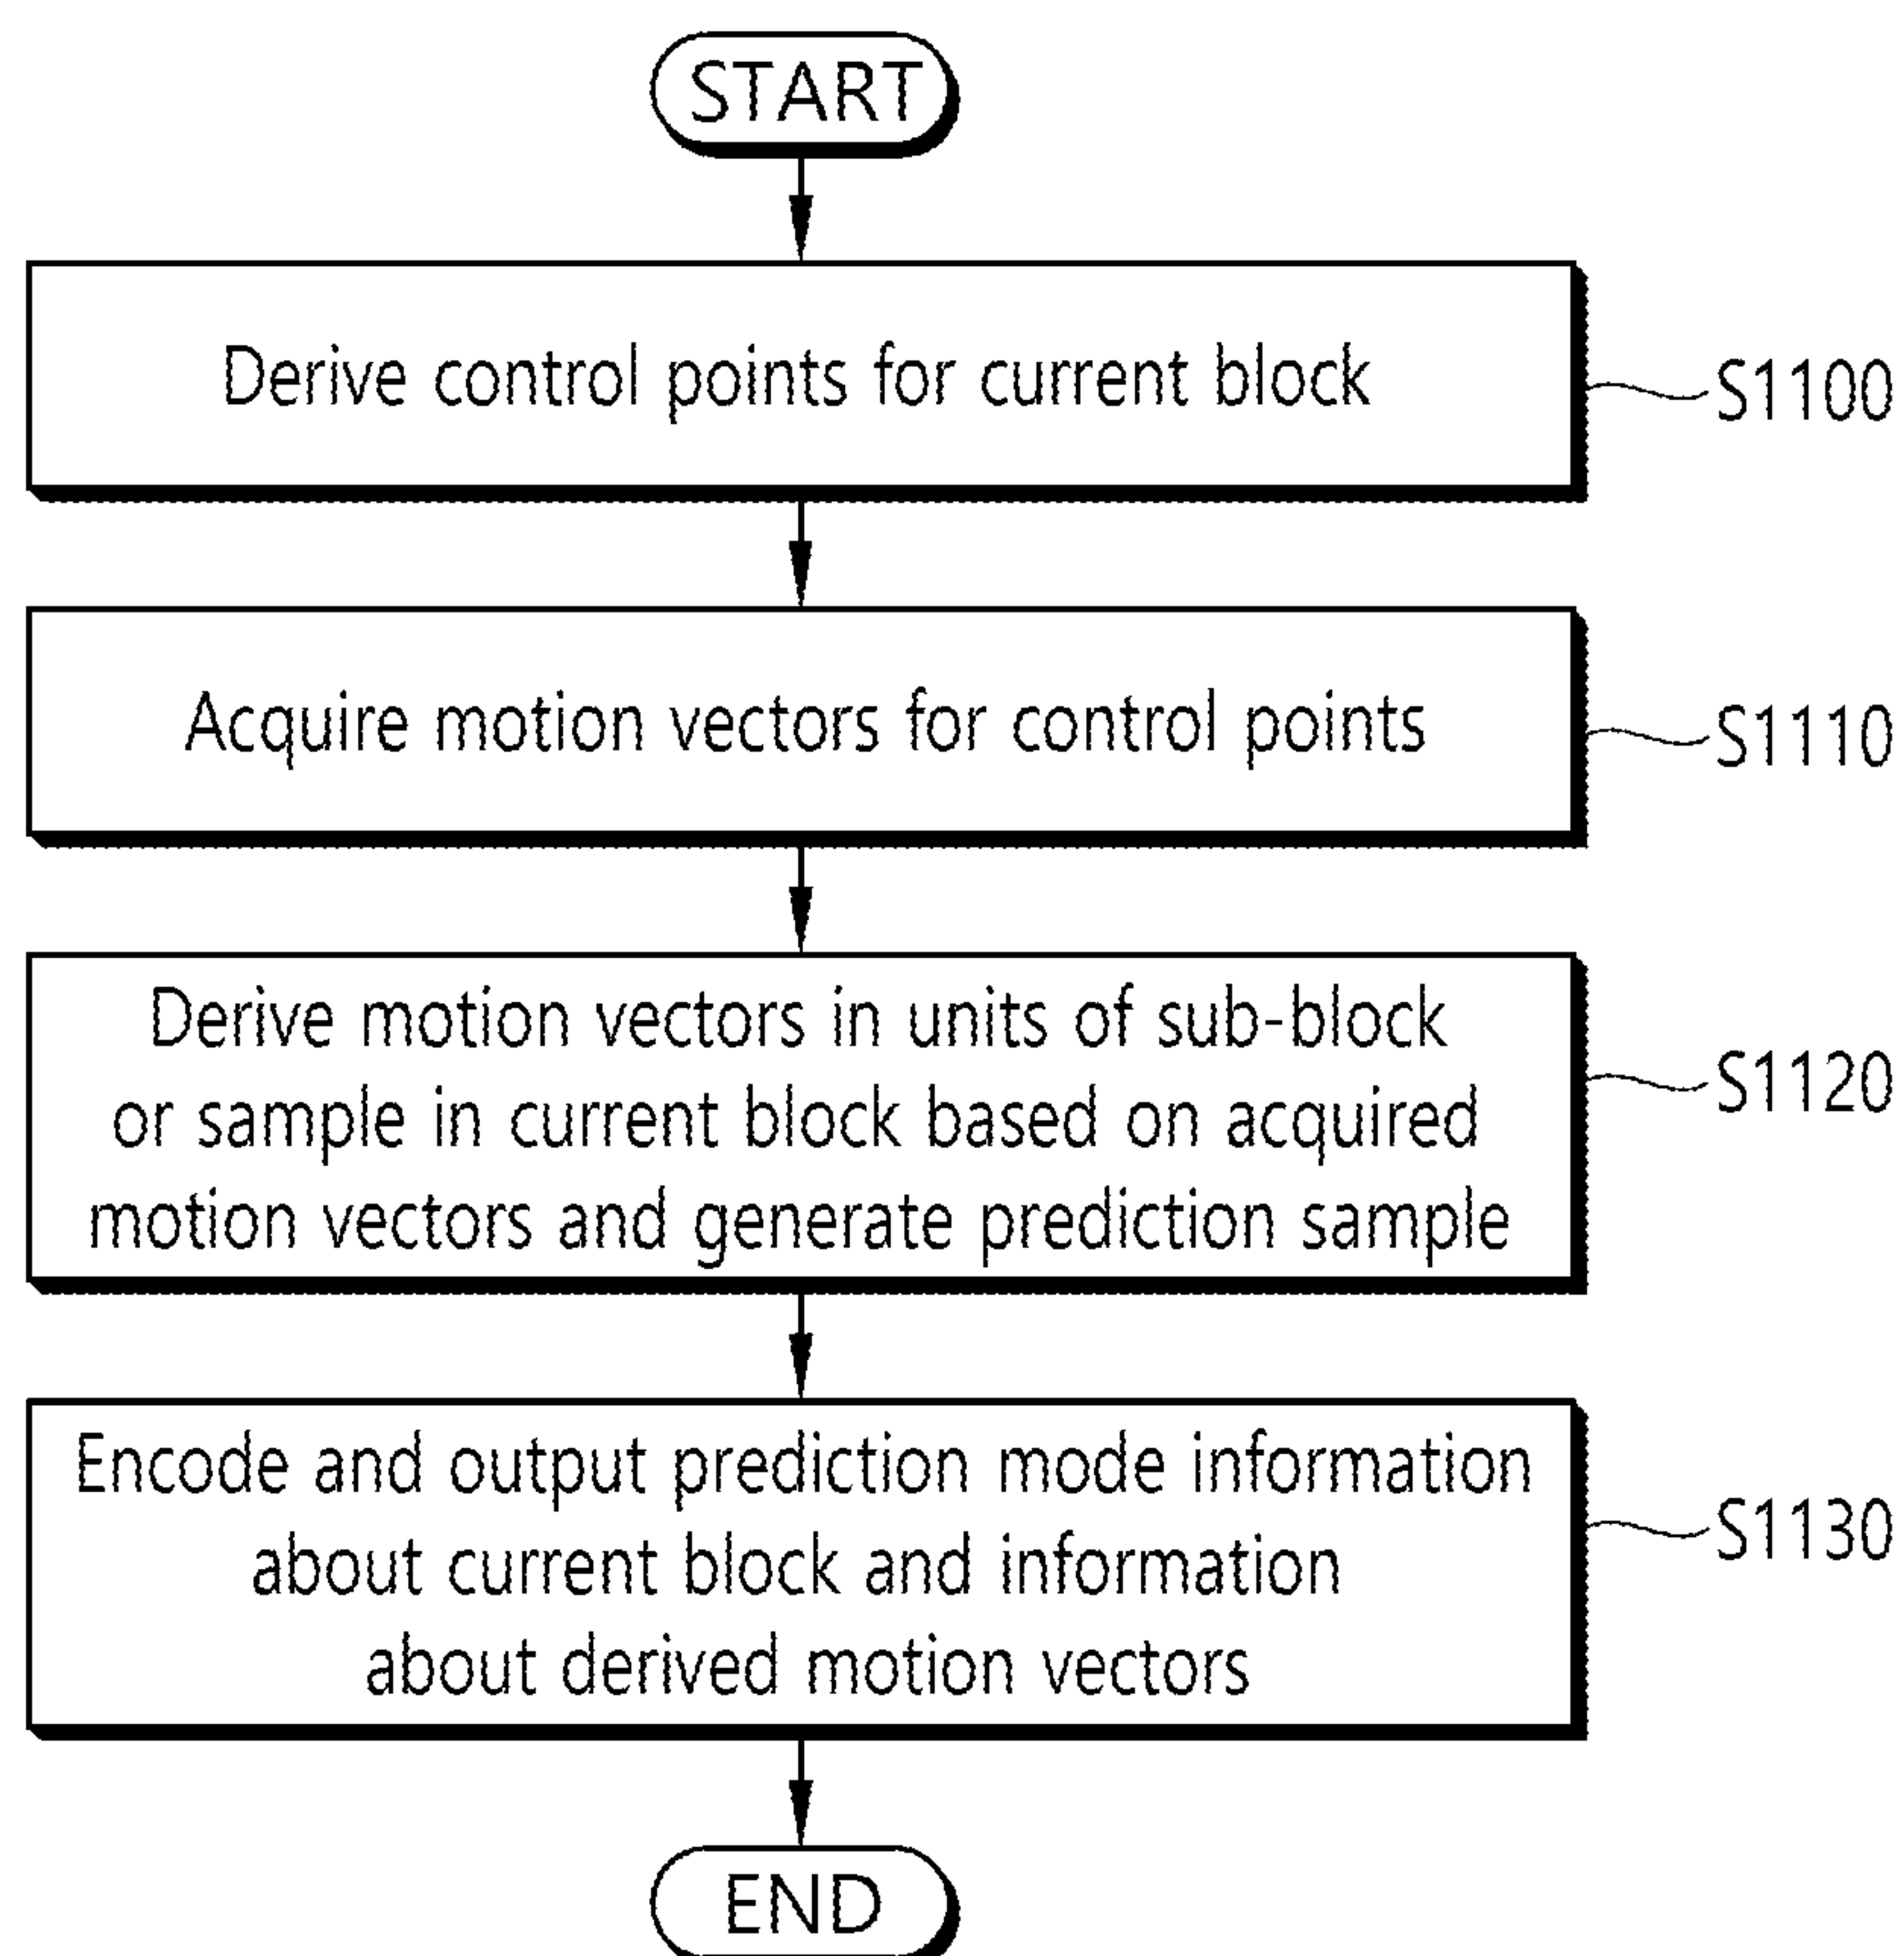 START
Derive control points for current block
S1100
Acquire motion vectors for control points
S1110
Derive motion vectors in units of sub-block
or sample in current block based on acquired
motion vectors and generate prediction sample
S1120
Encode and output prediction mode information
about current block and information
about derived motion vectors
S1130
END